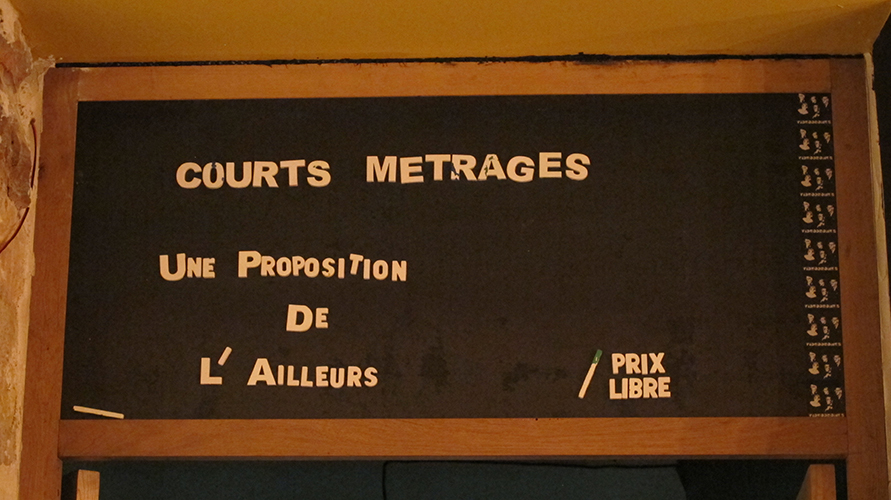 COURTS METRAGES
UNE PROPOSITION
DE
L' AILLEURS
/ PRIX
LIBRE